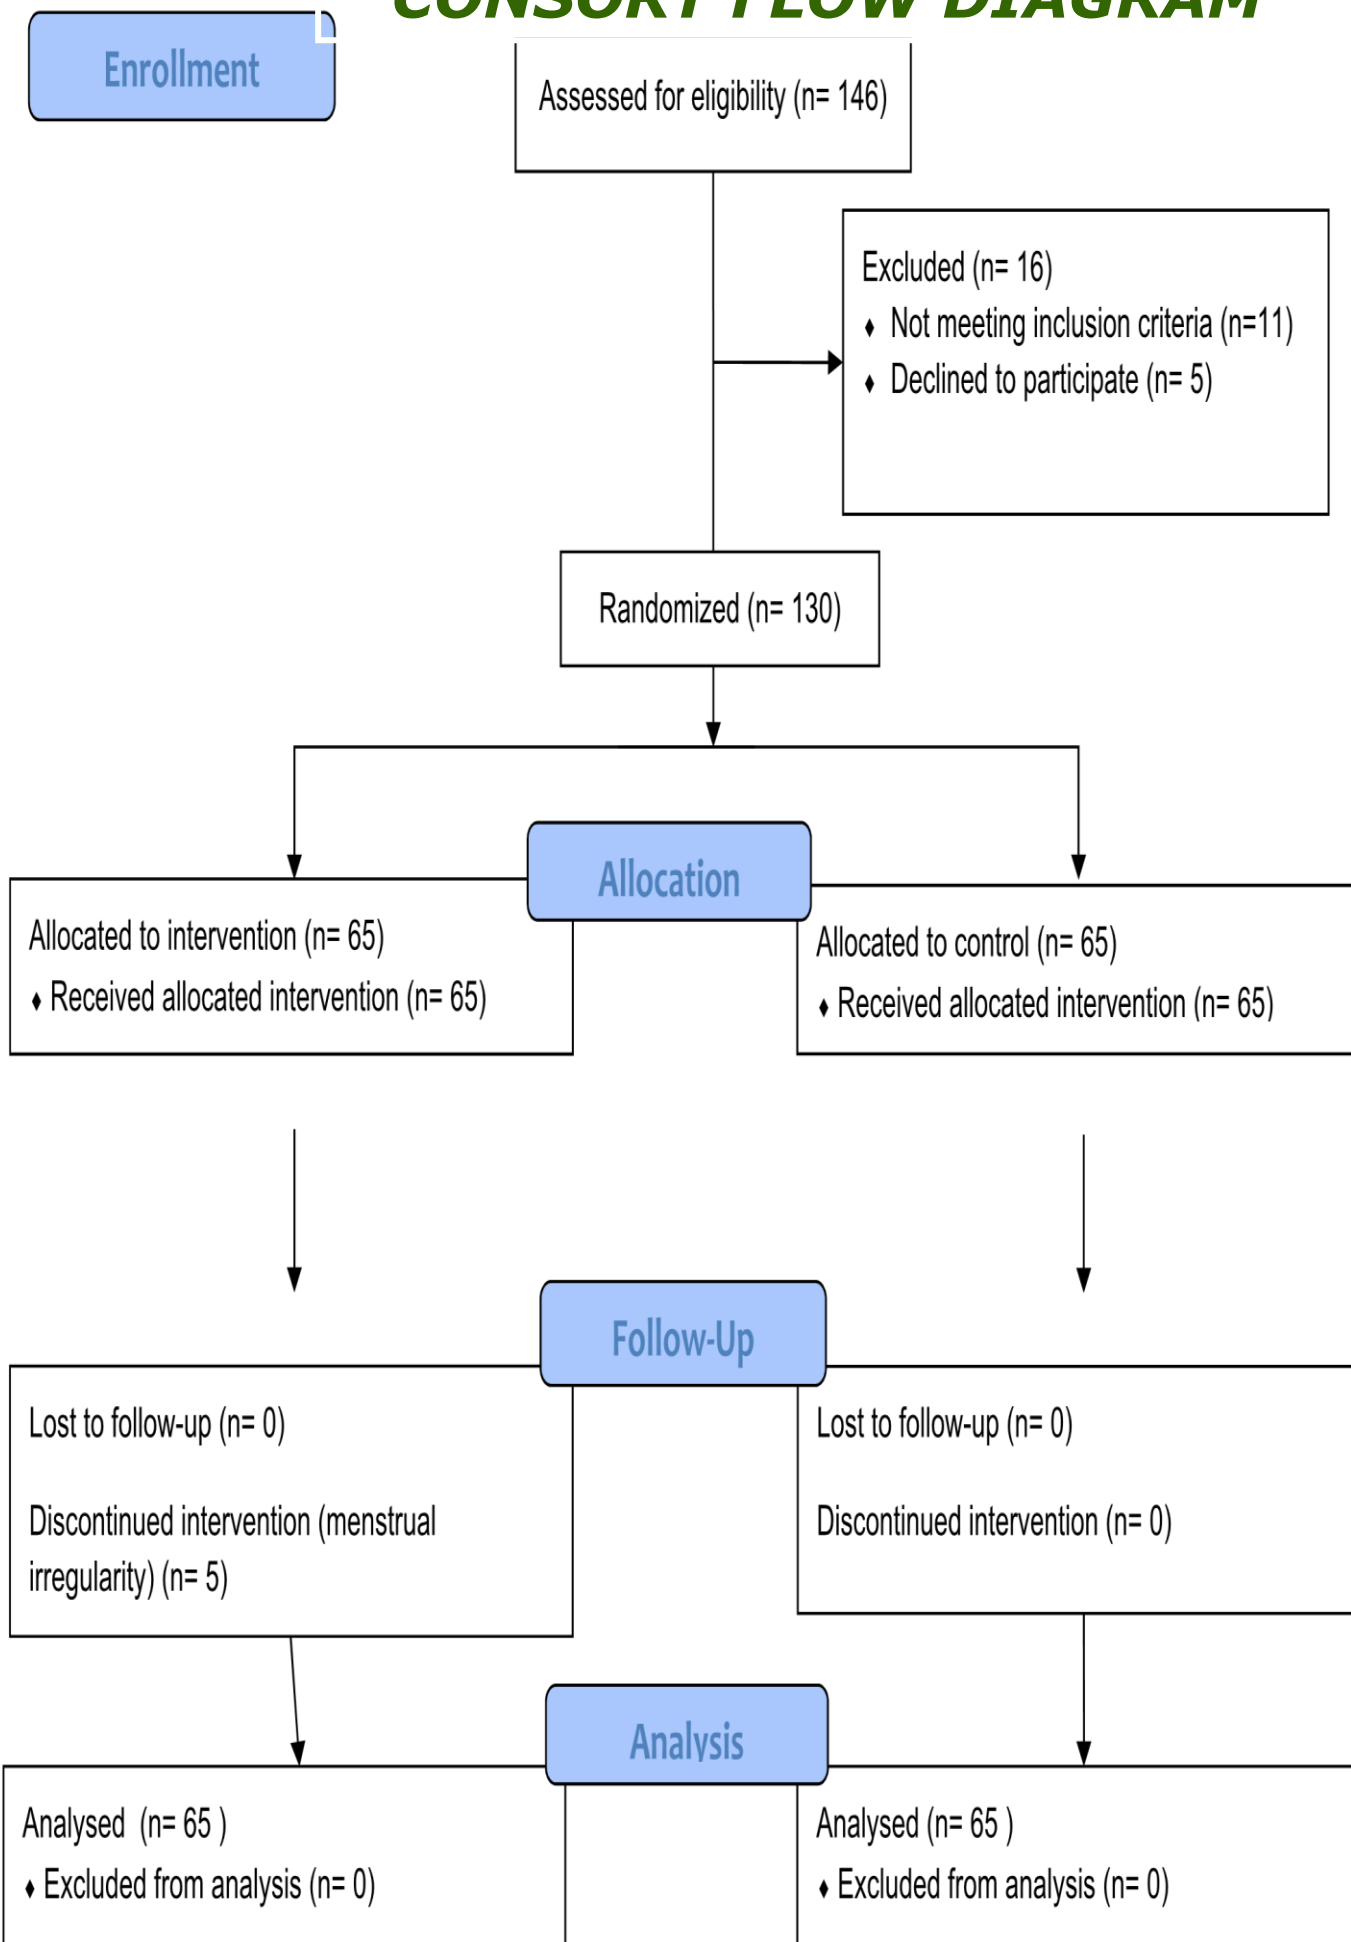 CONSORT FLOW DIAGRAM
Enrollment
Assessed for eligibility (n= 146)
Excluded (n= 16)
♦ Not meeting inclusion criteria (n=11)
♦ Declined to participate (n= 5)
Randomized (n= 130)
Allocation
Allocated to intervention (n= 65)
♦ Received allocated intervention (n= 65)
Allocated to control (n= 65)
♦ Received allocated intervention (n= 65)
Follow-Up
Lost to follow-up (n= 0)
Discontinued intervention (menstrual
irregularity) (n= 5)
Lost to follow-up (n= 0)
Discontinued intervention (n= 0)
Analysis
Analysed (n= 65 )
♦ Excluded from analysis (n= 0)
Analysed (n= 65 )
♦ Excluded from analysis (n= 0)